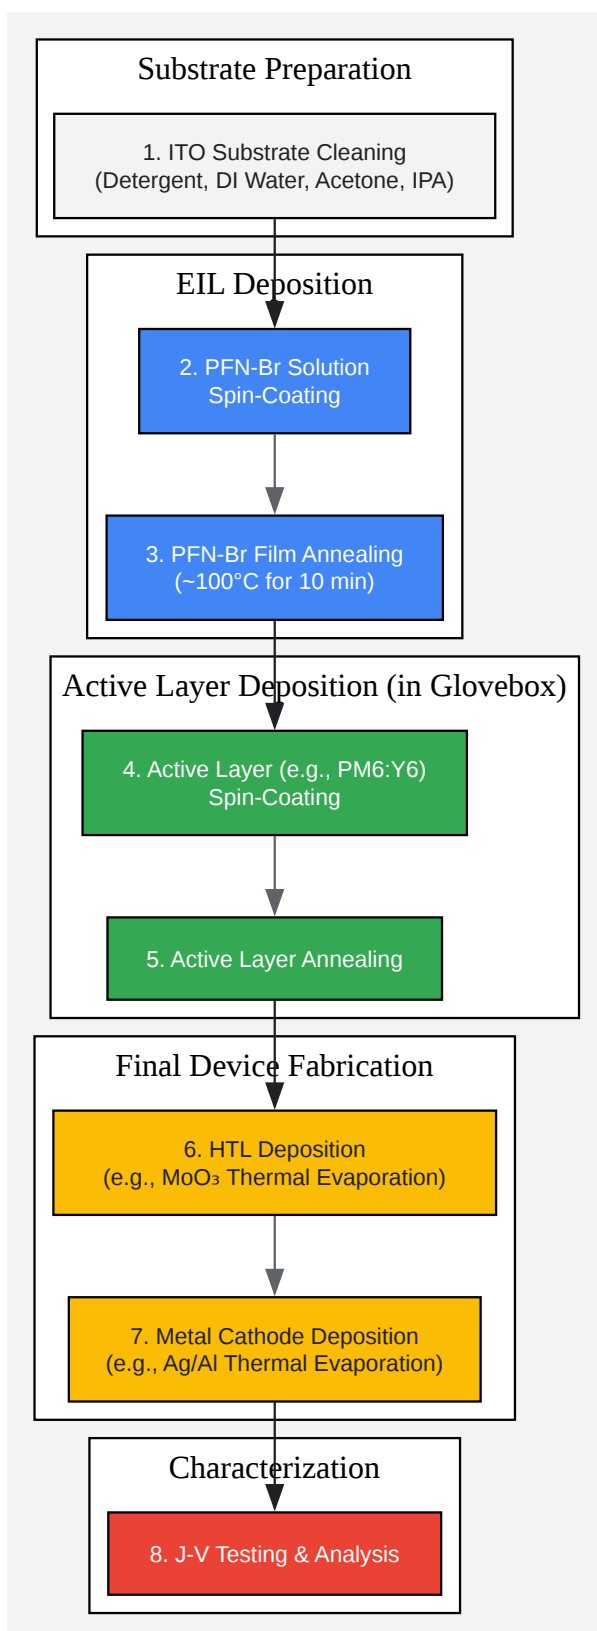 Substrate Preparation
1. ITO Substrate Cleaning
(Detergent, DI Water, Acetone, IPA)
EIL Deposition
2. PFN-Br Solution
Spin-Coating
3. PFN-Br Film Annealing
(~100°C for 10 min)
Active Layer Deposition (in Glovebox)
4. Active Layer (e.g., PM6:Y6)
Spin-Coating
5. Active Layer Annealing
Final Device Fabrication
6. HTL Deposition
(e.g., MoO₃ Thermal Evaporation)
7. Metal Cathode Deposition
(e.g., Ag/Al Thermal Evaporation)
Characterization
8. J-V Testing & Analysis